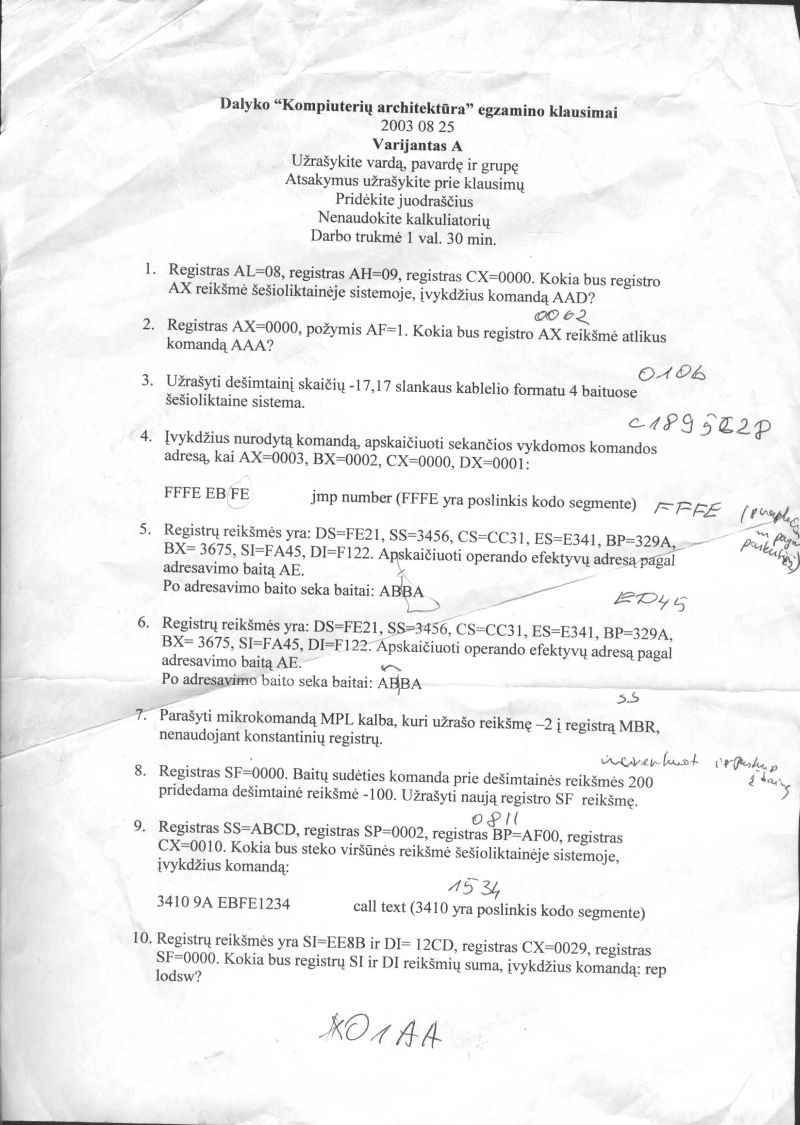 Dalyko “Kompiuterių architektūra” egzamino klausimai
2003 08 25
Varijantas A
Užrašykite vardą, pavardę ir grupę
Atsakymus užrašykite prie klausimų
Pridėkite juodraščius
Nenaudokite kalkuliatorių
Darbo trukmė 1 val. 30 min.
1. Registras AL=08, registras AH=09, registras CX=0000. Kokia bus registro
AX reikšmė šešioliktainėje sistemoje, įvykdžius komandą AAD?
0062
2. Registras AX=0000, požymis AF=1. Kokia bus registro AX reikšmė atlikus
komandą AAA?
0106
3. Užrašyti dešimtainį skaičių -17,17 slankaus kablelio formatu 4 baituose
šešioliktaine sistema.
C1895C28
4. Įvykdžius nurodytą komandą, apskaičiuoti sekančios vykdomos komandos
adresą, kai AX=0003, BX=0002, CX=0000, DX=0001:
FFFE EB FE jmp number (FFFE yra poslinkis kodo segmente) FFFE
5. Registrų reikšmės yra: DS=FE21, SS=3456, CS=CC31, ES=E341, BP=329A,
BX= 3675, SI=FA45, DI=F122. Apskaičiuoti operando efektyvų adresą pagal
adresavimo baitą AE.
Po adresavimo baito seka baitai: ABBA
ED45
6. Registrų reikšmės yra: DS=FE21, SS=3456, CS=CC31, ES=E341, BP=329A,
BX= 3675, SI=FA45, DI=F122. Apskaičiuoti operando efektyvų adresą pagal
adresavimo baitą AE.
Po adresavimo baito seka baitai: ABBA
SS
7. Parašyti mikrokomandą MPL kalba, kuri užrašo reikšmę –2 į registrą MBR,
nenaudojant konstantinių registrų.
8. Registras SF=0000. Baitų sudėties komanda prie dešimtainės reikšmės 200
pridedama dešimtainė reikšmė -100. Užrašyti naują registro SF reikšmę.
0811
9. Registras SS=ABCD, registras SP=0002, registras BP=AF00, registras
CX=0010. Kokia bus steko viršūnės reikšmė šešioliktainėje sistemoje,
įvykdžius komandą:
1534
3410 9A EBFE1234 call text (3410 yra poslinkis kodo segmente)
10. Registrų reikšmės yra SI=EE8B ir DI= 12CD, registras CX=0029, registras
SF=0000. Kokia bus registrų SI ir DI reikšmių suma, įvykdžius komandą: rep
lodsw?
01AA